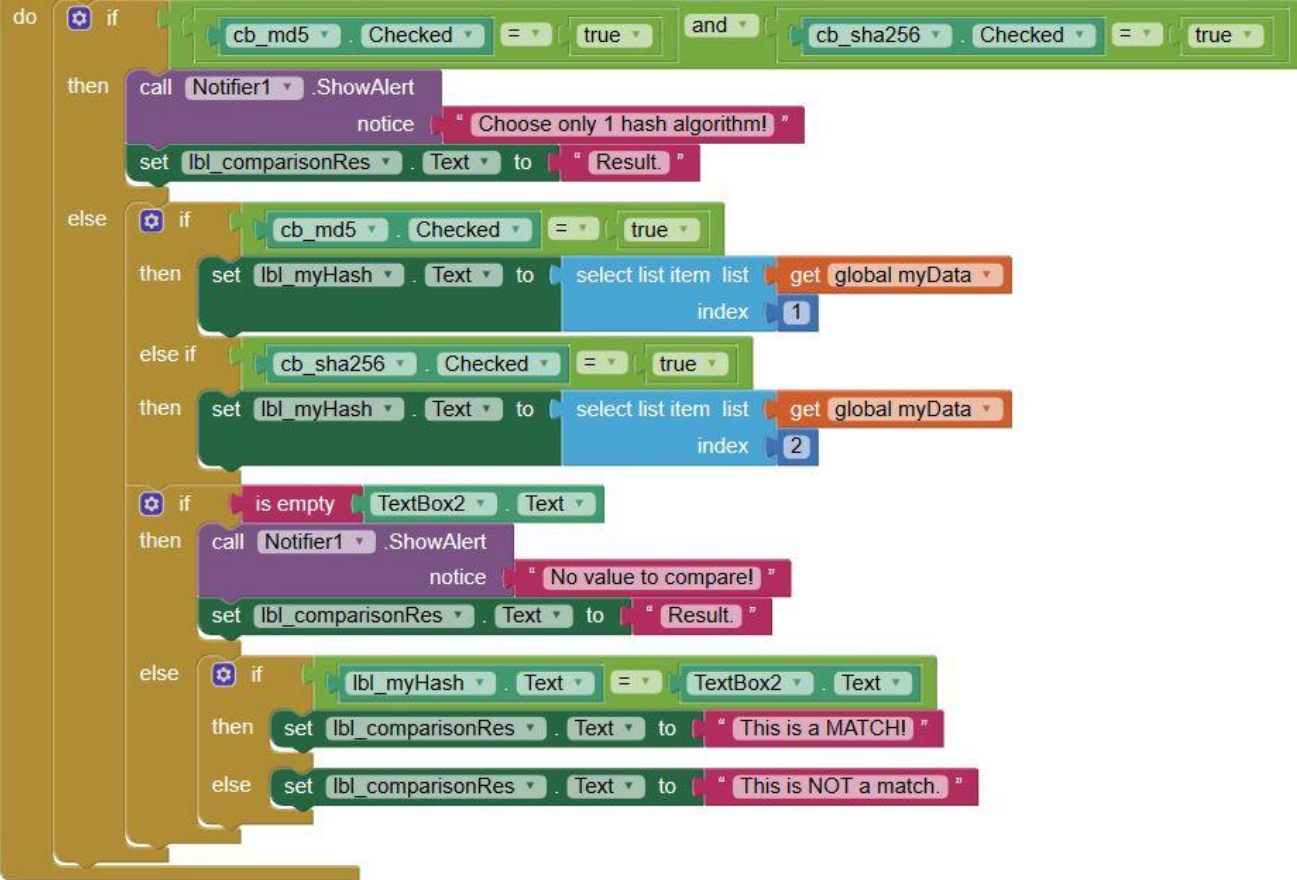 do if cb_md5 . Checked = true and cb_sha256 . Checked = true
then call Notifier1 .ShowAlert
notice " Choose only 1 hash algorithm! "
set lbl_comparisonRes . Text to " Result. "
else if cb_md5 . Checked = true
then set lbl_myHash . Text to select list item list get global myData
index 1
else if cb_sha256 . Checked = true
then set lbl_myHash . Text to select list item list get global myData
index 2
if is empty TextBox2 . Text
then call Notifier1 .ShowAlert
notice " No value to compare! "
set lbl_comparisonRes . Text to " Result. "
else if lbl_myHash . Text = TextBox2 . Text
then set lbl_comparisonRes . Text to " This is a MATCH! "
else set lbl_comparisonRes . Text to " This is NOT a match. "